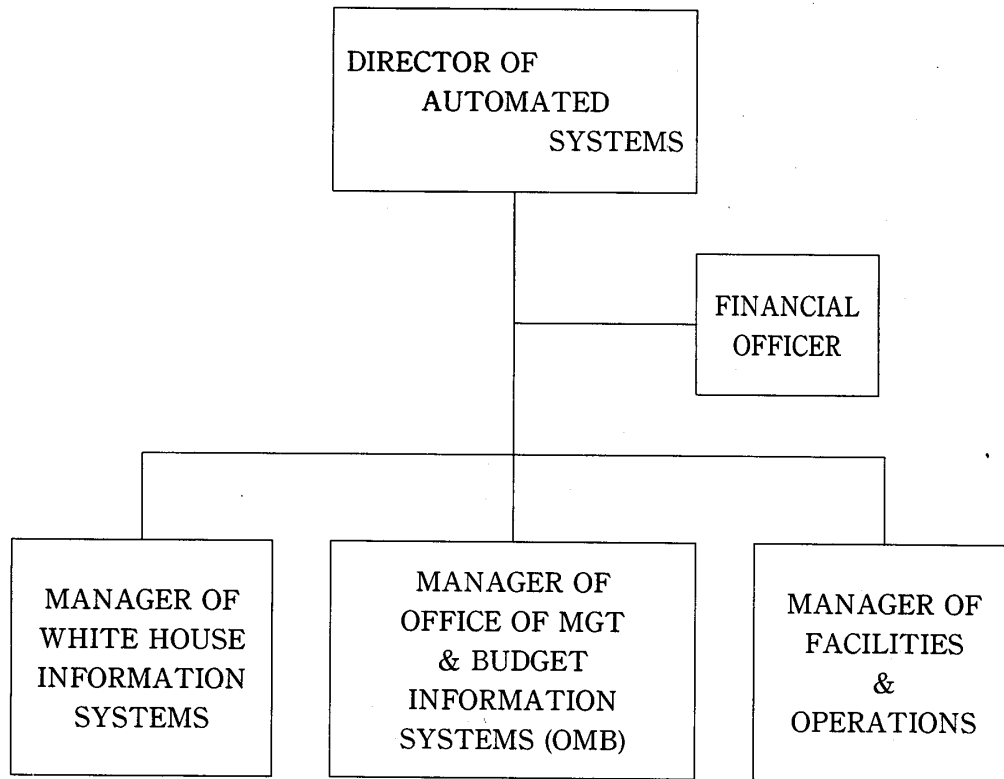 DIRECTOR OF
AUTOMATED
SYSTEMS
FINANCIAL
OFFICER
MANAGER OF
WHITE HOUSE
INFORMATION
SYSTEMS
MANAGER OF
OFFICE OF MGT
& BUDGET
INFORMATION
SYSTEMS (OMB)
MANAGER OF
FACILITIES
&
OPERATIONS